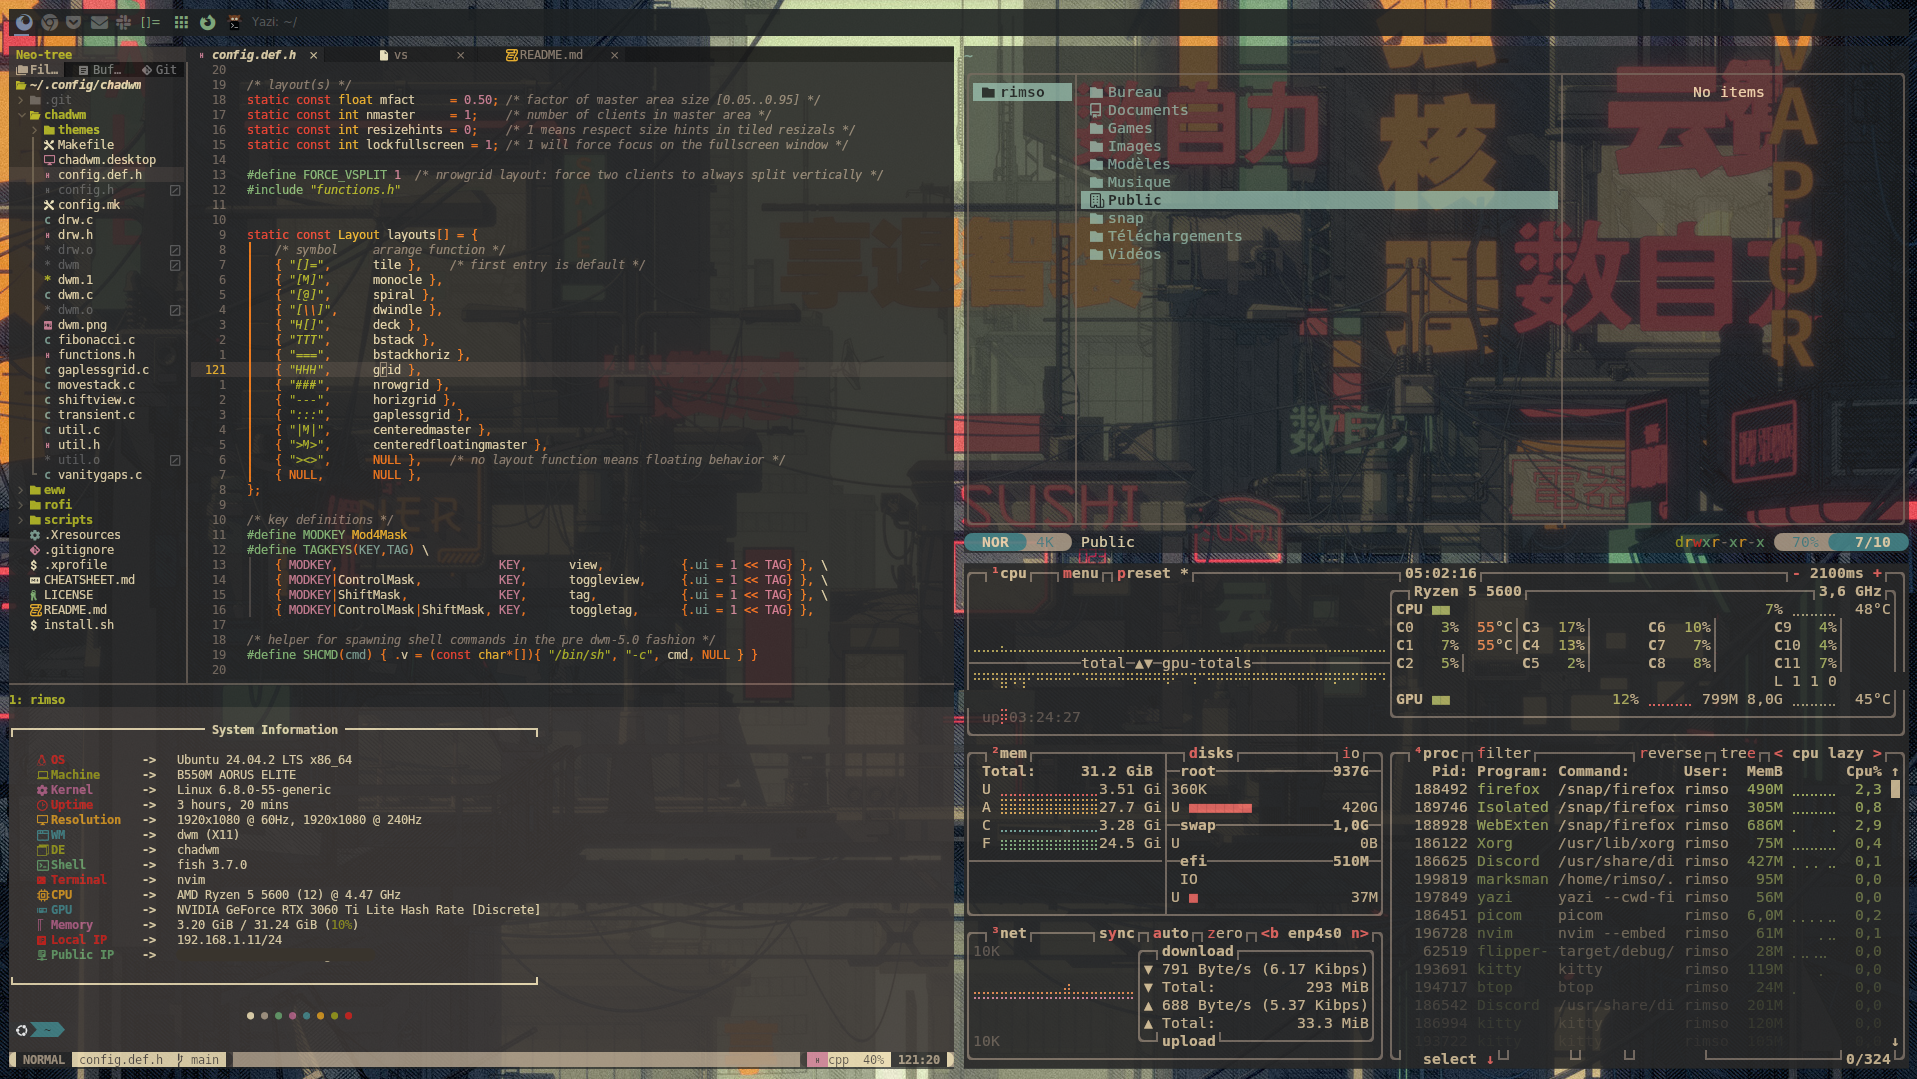 []= Yazi: ~/
Neo-tree
Fil… Buf… Git
~/.config/chadwm
.git
chadwm
themes
Makefile
chadwm.desktop
config.def.h
config.h
config.mk
drw.c
drw.h
drw.o
dwm
dwm.1
dwm.c
dwm.o
dwm.png
fibonacci.c
functions.h
gaplessgrid.c
movestack.c
shiftview.c
transient.c
util.c
util.h
util.o
vanitygaps.c
eww
rofi
scripts
.Xresources
.gitignore
.xprofile
CHEATSHEET.md
LICENSE
README.md
install.sh
config.def.h × vs × README.md ×
20
19 /* layout(s) */
18 static const float mfact     = 0.50; /* factor of master area size [0.05..0.95] */
17 static const int nmaster     = 1;    /* number of clients in master area */
16 static const int resizehints = 0;    /* 1 means respect size hints in tiled resizals */
15 static const int lockfullscreen = 1; /* 1 will force focus on the fullscreen window */
14
13 #define FORCE_VSPLIT 1  /* nrowgrid layout: force two clients to always split vertically */
12 #include "functions.h"
11
10
9 static const Layout layouts[] = {
8     /* symbol     arrange function */
7     { "[]=",      tile },    /* first entry is default */
6     { "[M]",      monocle },
5     { "[@]",      spiral },
4     { "[\\]",     dwindle },
3     { "H[]",      deck },
2     { "TTT",      bstack },
1     { "===",      bstackhoriz },
121     { "HHH",      grid },
1     { "###",      nrowgrid },
2     { "---",      horizgrid },
3     { ":::",      gaplessgrid },
4     { "|M|",      centeredmaster },
5     { ">M>",      centeredfloatingmaster },
6     { "><>",      NULL },    /* no layout function means floating behavior */
7     { NULL,       NULL },
8 };
9
10 /* key definitions */
11 #define MODKEY Mod4Mask
12 #define TAGKEYS(KEY,TAG) \
13     { MODKEY,                       KEY,      view,           {.ui = 1 << TAG} }, \
14     { MODKEY|ControlMask,           KEY,      toggleview,     {.ui = 1 << TAG} }, \
15     { MODKEY|ShiftMask,             KEY,      tag,            {.ui = 1 << TAG} }, \
16     { MODKEY|ControlMask|ShiftMask, KEY,      toggletag,      {.ui = 1 << TAG} },
17
18 /* helper for spawning shell commands in the pre dwm-5.0 fashion */
19 #define SHCMD(cmd) { .v = (const char*[]){ "/bin/sh", "-c", cmd, NULL } }
20
1: rimso
System Information
OS -> Ubuntu 24.04.2 LTS x86_64
Machine -> B550M AORUS ELITE
Kernel -> Linux 6.8.0-55-generic
Uptime -> 3 hours, 20 mins
Resolution -> 1920x1080 @ 60Hz, 1920x1080 @ 240Hz
WM -> dwm (X11)
DE -> chadwm
Shell -> fish 3.7.0
Terminal -> nvim
CPU -> AMD Ryzen 5 5600 (12) @ 4.47 GHz
GPU -> NVIDIA GeForce RTX 3060 Ti Lite Hash Rate [Discrete]
Memory -> 3.20 GiB / 31.24 GiB (10%)
Local IP -> 192.168.1.11/24
Public IP ->
~
NORMAL config.def.h main cpp 40% 121:20
~
rimso
Bureau
Documents
Games
Images
Modèles
Musique
Public
snap
Téléchargements
Vidéos
No items
VAPOR
数自力
核
云
数自力
数自力
SUSHI
SUSHI
NOR 4K Public drwxr-xr-x 70% 7/10
¹cpu menu preset * 05:02:16 - 2100ms +
Ryzen 5 5600 3,6 GHz
CPU 7% 48°C
C0 3% 55°C C3 17% C6 10% C9 4%
C1 7% 55°C C4 13% C7 7% C10 4%
C2 5% C5 2% C8 8% C11 7%
L 1 1 0
GPU 12% 799M 8,0G 45°C
total ▲▼ gpu-totals
up 03:24:27
²mem disks io
Total: 31.2 GiB
U 3.51 Gi
A 27.7 Gi
C 3.28 Gi
F 24.5 Gi
root 937G
360K
U 420G
swap 1,0G
U 0B
efi 510M
IO
U 37M
³net sync auto zero <b enp4s0 n>
10K
download
▼ 791 Byte/s (6.17 Kibps)
▼ Total: 293 MiB
▲ 688 Byte/s (5.37 Kibps)
▲ Total: 33.3 MiB
upload
10K
⁴proc filter reverse tree < cpu lazy >
Pid: Program: Command: User: MemB Cpu% ↑
188492 firefox /snap/firefox rimso 490M 2,3
189746 Isolated /snap/firefox rimso 305M 0,8
188928 WebExten /snap/firefox rimso 686M 2,9
186122 Xorg /usr/lib/xorg rimso 75M 0,4
186625 Discord /usr/share/di rimso 427M 0,1
199819 marksman /home/rimso/. rimso 95M 0,0
197849 yazi yazi --cwd-fi rimso 56M 0,0
186451 picom picom rimso 6,0M 0,2
196728 nvim nvim --embed rimso 61M 0,1
62519 flipper- target/debug/ rimso 28M 0,0
193691 kitty kitty rimso 119M 0,0
194717 btop btop rimso 24M 0,0
186542 Discord /usr/share/di rimso 201M 0,0
186994 kitty kitty rimso 120M 0,0
193722 kitty kitty rimso 105M 0,0 ↓
select ↓ 0/324